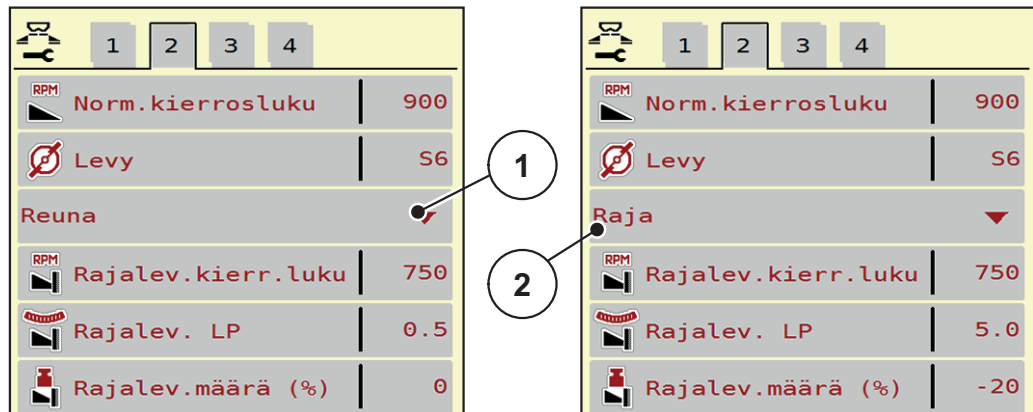 1 2 3 4
RPM Norm.kierrosluku 900
Levy S6
Reuna
RPM Rajalev.kierr.luku 750
Rajalev. LP 0.5
Rajalev.määrä (%) 0
1
2
1 2 3 4
RPM Norm.kierrosluku 900
Levy S6
Raja
RPM Rajalev.kierr.luku 750
Rajalev. LP 5.0
Rajalev.määrä (%) -20